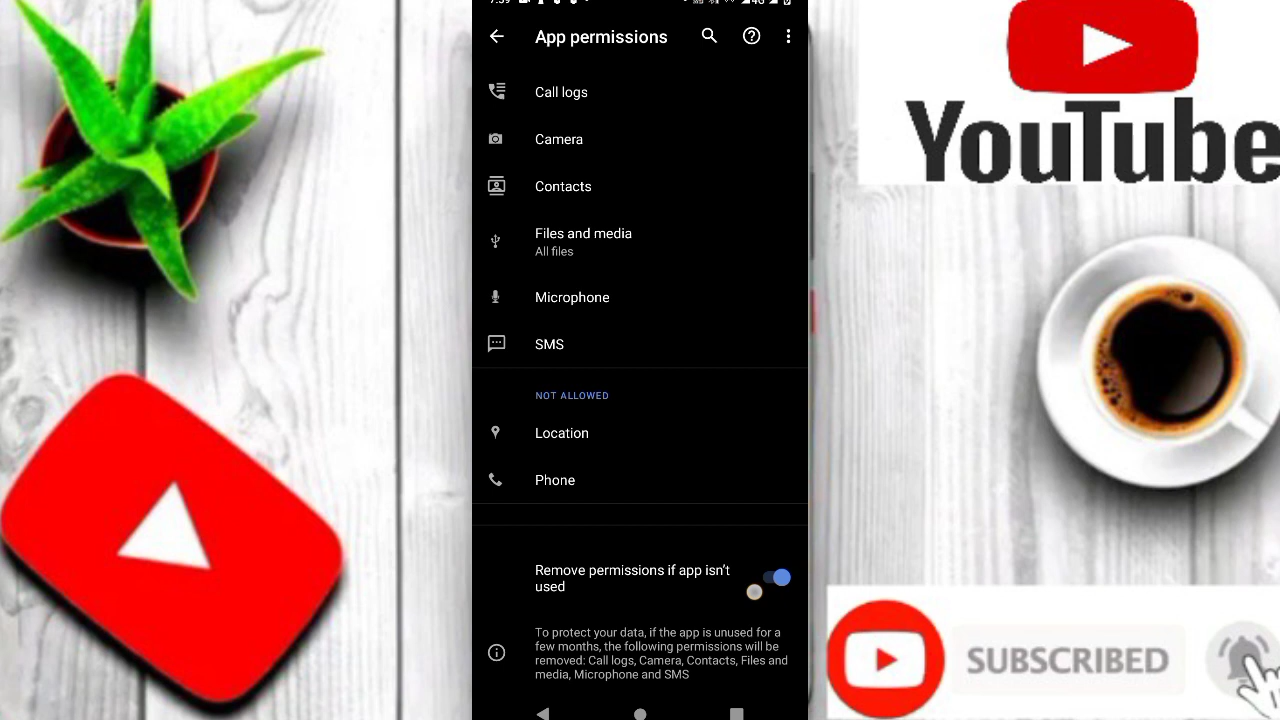 App permissions
Call logs
Camera
Contacts
Files and media
All files
Microphone
SMS
NOT ALLOWED
Location
Phone
Remove permissions if app isn't
used
To protect your data, if the app is unused for a
few months, the following permissions will be
removed: Call logs, Camera, Contacts, Files and
media, Microphone and SMS
YouTube
SUBSCRIBED